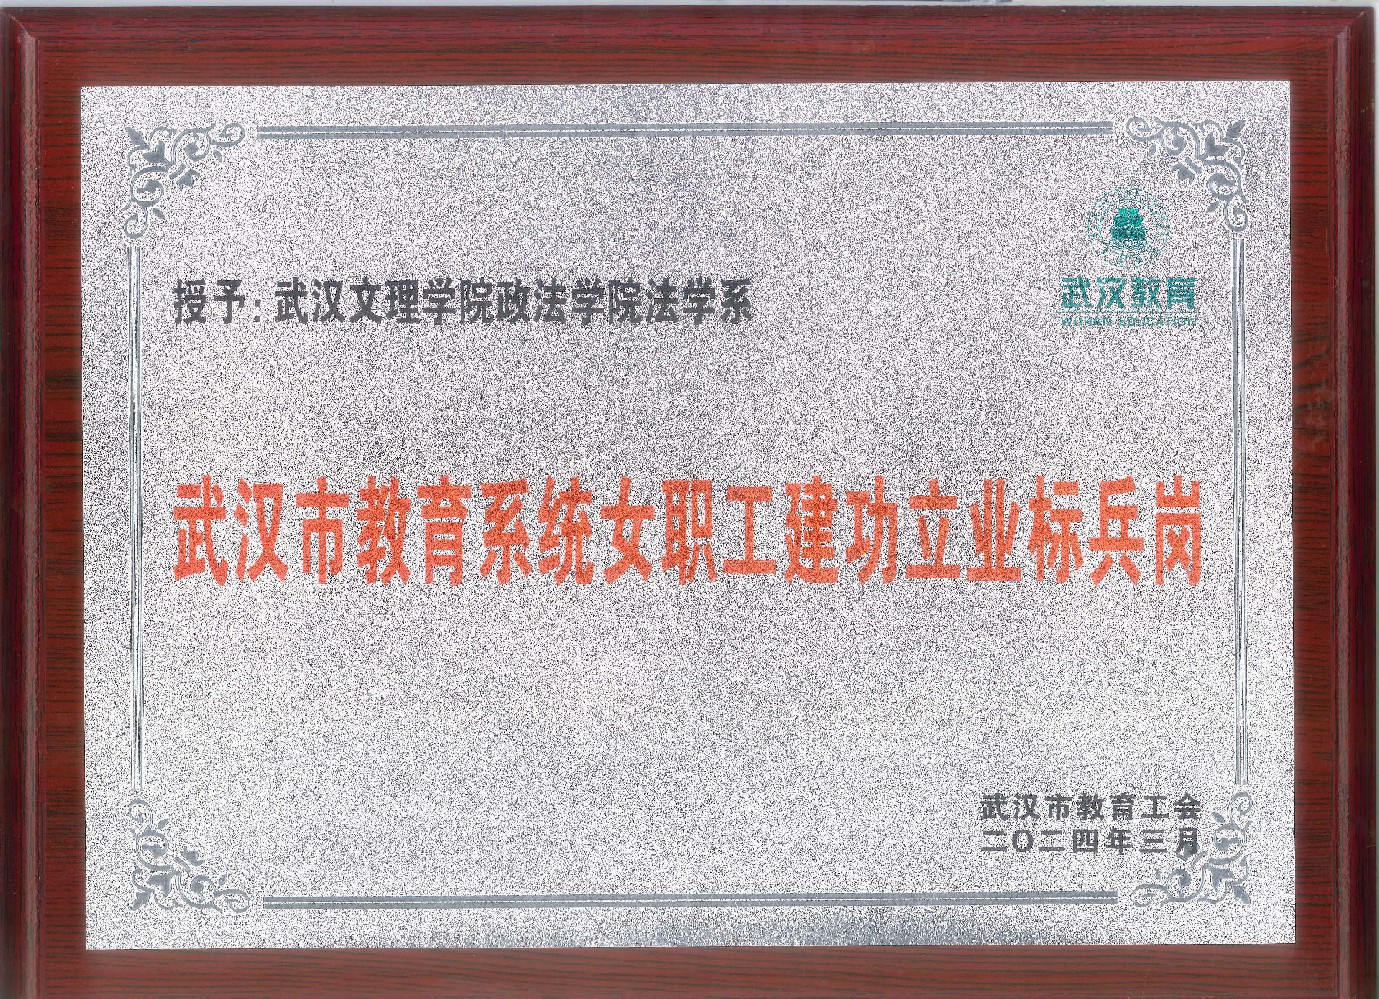 授予:武汉文理学院政法学院法学系
武汉教育
WUHAN EDUCATION
武汉市教育系统女职工建功立业标兵岗
武汉市教育工会
二〇二四年三月